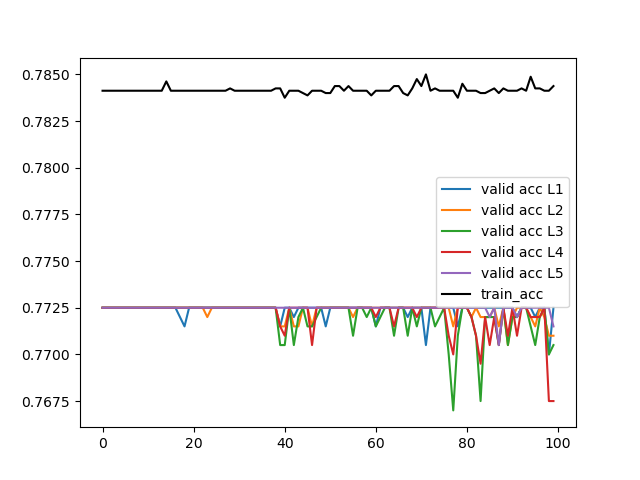 0.7850
0.7825
0.7800
0.7775
0.7750
0.7725
0.7700
0.7675
0
20
40
60
80
100
valid acc L1
valid acc L2
valid acc L3
valid acc L4
valid acc L5
train_acc